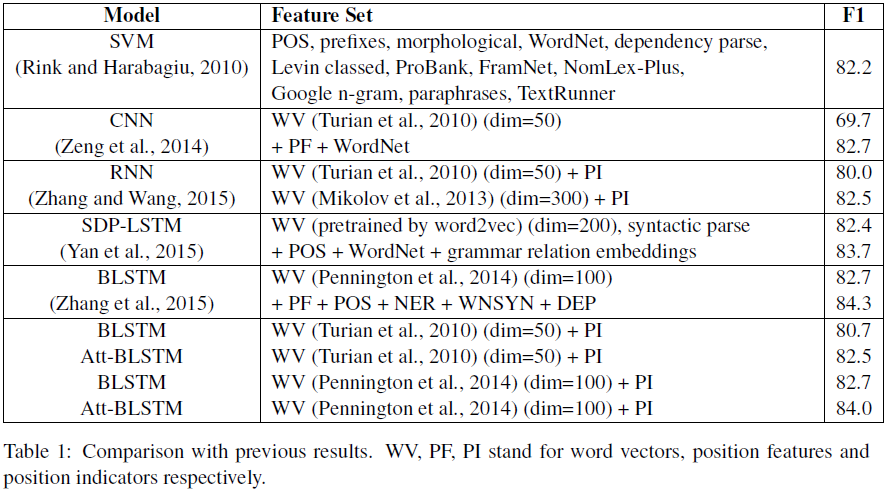 Model Feature Set F1
SVM POS, prefixes, morphological, WordNet, dependency parse,
(Rink and Harabagiu, 2010) Levin classed, ProBank, FramNet, NomLex-Plus, 82.2
Google n-gram, paraphrases, TextRunner
CNN WV (Turian et al., 2010) (dim=50) 69.7
(Zeng et al., 2014) + PF + WordNet 82.7
RNN WV (Turian et al., 2010) (dim=50) + PI 80.0
(Zhang and Wang, 2015) WV (Mikolov et al., 2013) (dim=300) + PI 82.5
SDP-LSTM WV (pretrained by word2vec) (dim=200), syntactic parse 82.4
(Yan et al., 2015) + POS + WordNet + grammar relation embeddings 83.7
BLSTM WV (Pennington et al., 2014) (dim=100) 82.7
(Zhang et al., 2015) + PF + POS + NER + WNSYN + DEP 84.3
BLSTM WV (Turian et al., 2010) (dim=50) + PI 80.7
Att-BLSTM WV (Turian et al., 2010) (dim=50) + PI 82.5
BLSTM WV (Pennington et al., 2014) (dim=100) + PI 82.7
Att-BLSTM WV (Pennington et al., 2014) (dim=100) + PI 84.0
Table 1: Comparison with previous results. WV, PF, PI stand for word vectors, position features and
position indicators respectively.